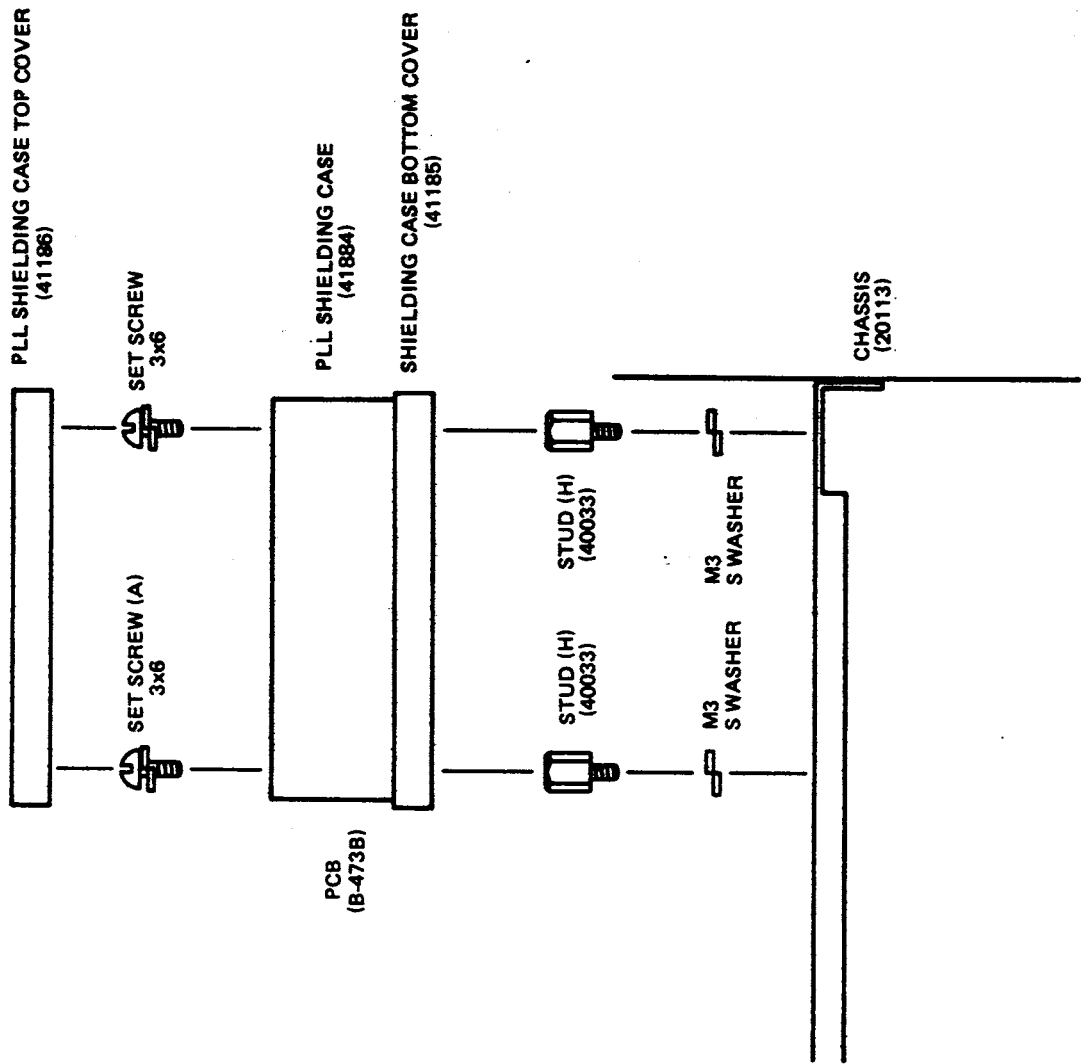 PLL SHIELDING CASE TOP COVER
(41186)
SET SCREW (A)
3x6
SET SCREW
3x6
PCB
(B-473B)
PLL SHIELDING CASE
(41884)
SHIELDING CASE BOTTOM COVER
(41185)
STUD (H)
(40033)
STUD (H)
(40033)
M3
S WASHER
M3
S WASHER
CHASSIS
(20113)